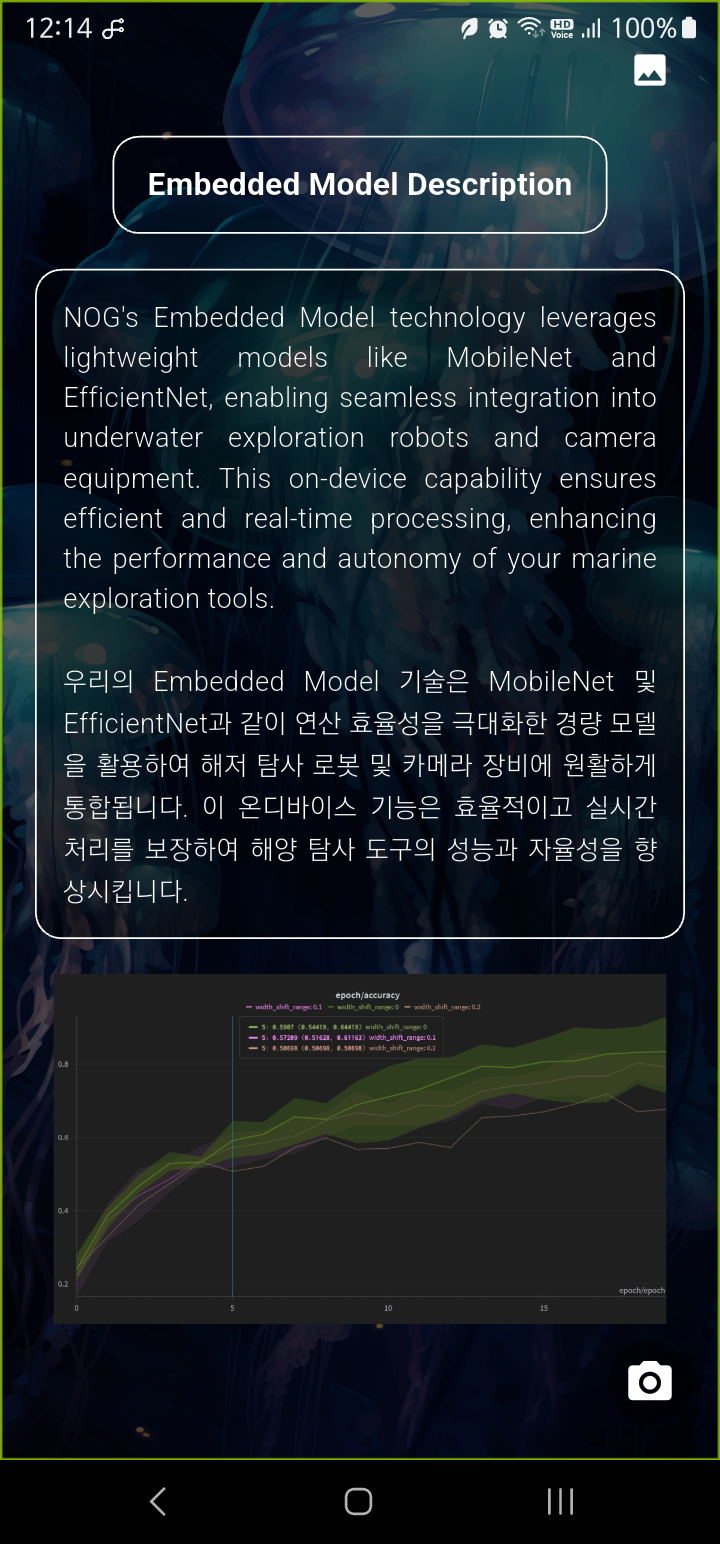 12:14
HD Voice 100%
Embedded Model Description
NOG's Embedded Model technology leverages
lightweight models like MobileNet and
EfficientNet, enabling seamless integration into
underwater exploration robots and camera
equipment. This on-device capability ensures
efficient and real-time processing, enhancing
the performance and autonomy of your marine
exploration tools.
우리의 Embedded Model 기술은 MobileNet 및
EfficientNet과 같이 연산 효율성을 극대화한 경량 모델
을 활용하여 해저 탐사 로봇 및 카메라 장비에 원활하게
통합됩니다. 이 온디바이스 기능은 효율적이고 실시간
처리를 보장하여 해양 탐사 도구의 성능과 자율성을 향
상시킵니다.
epoch/accuracy
width_shift_range: 0.1 width_shift_range: 0 width_shift_range: 0.2
5: 0.5907 (0.54419, 0.64419) width_shift_range: 0
5: 0.57209 (0.51628, 0.61163) width_shift_range: 0.1
5: 0.50698 (0.50698, 0.50698) width_shift_range: 0.2
0.8
0.6
0.4
0.2
epoch/epoch
0 5 10 15